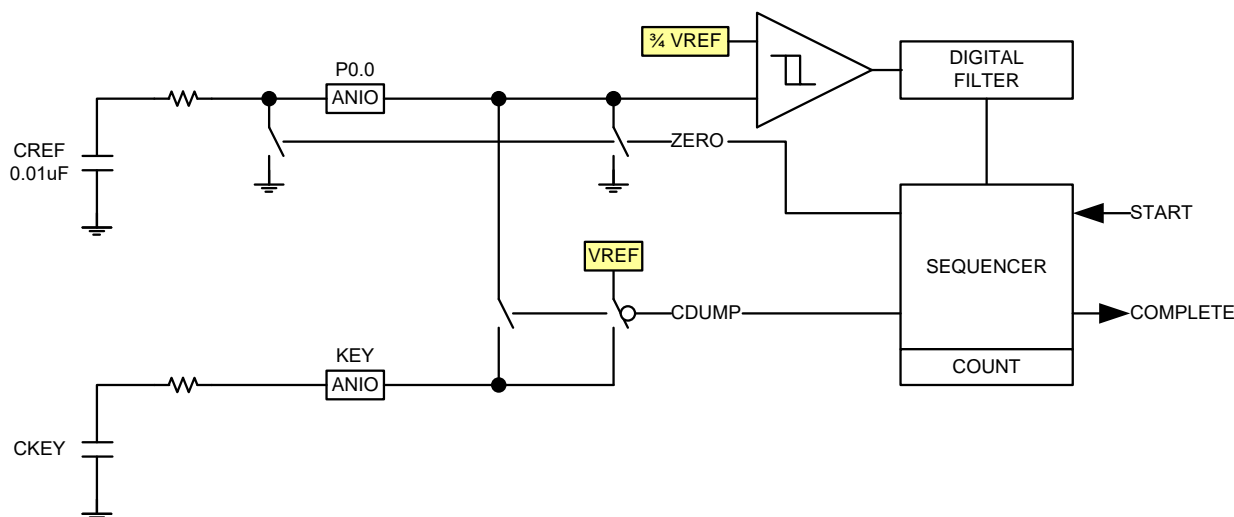 ¾ VREF
DIGITAL
FILTER
P0.0
ANIO
CREF
0.01uF
ZERO
START
VREF
SEQUENCER
CDUMP
COMPLETE
KEY
ANIO
COUNT
CKEY